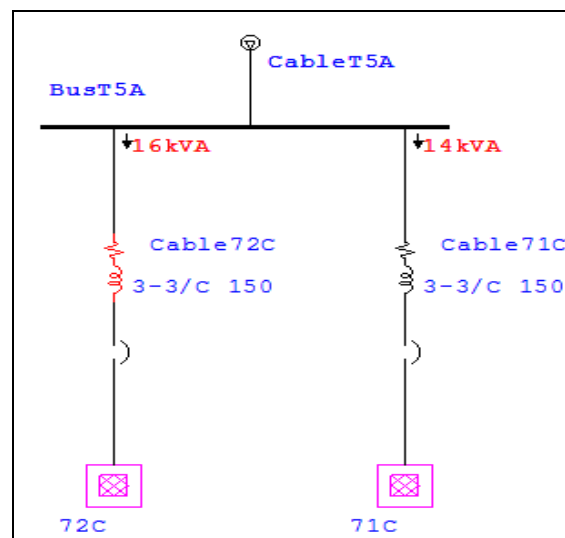 CableT5A
BusT5A
16kVA
14kVA
Cable72C
Cable71C
3-3/C 150
3-3/C 150
72C
71C